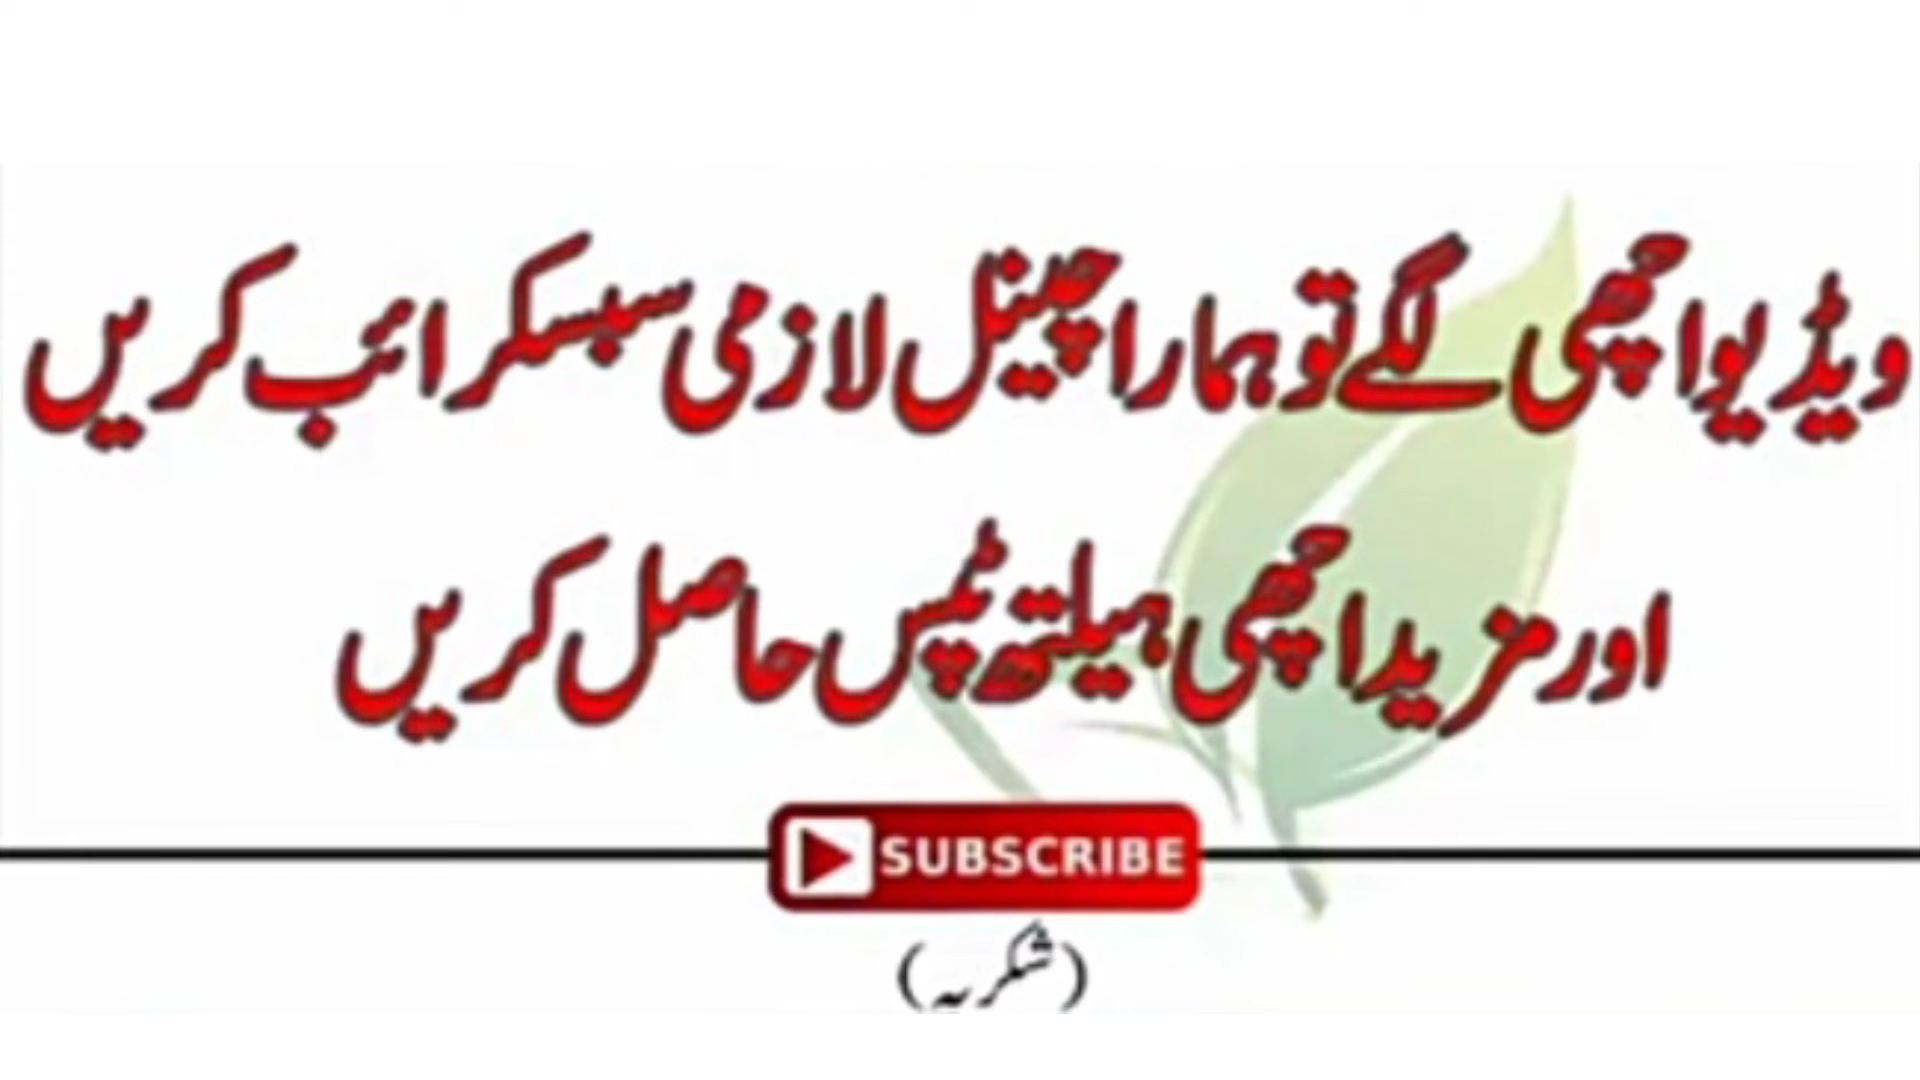 ویڈیو اچھی لگے تو ہمارا چینل لازمی سبسکرائب کریں
اور مزید اچھی ہیلتھ ٹپس حاصل کریں
SUBSCRIBE
(شکریہ)